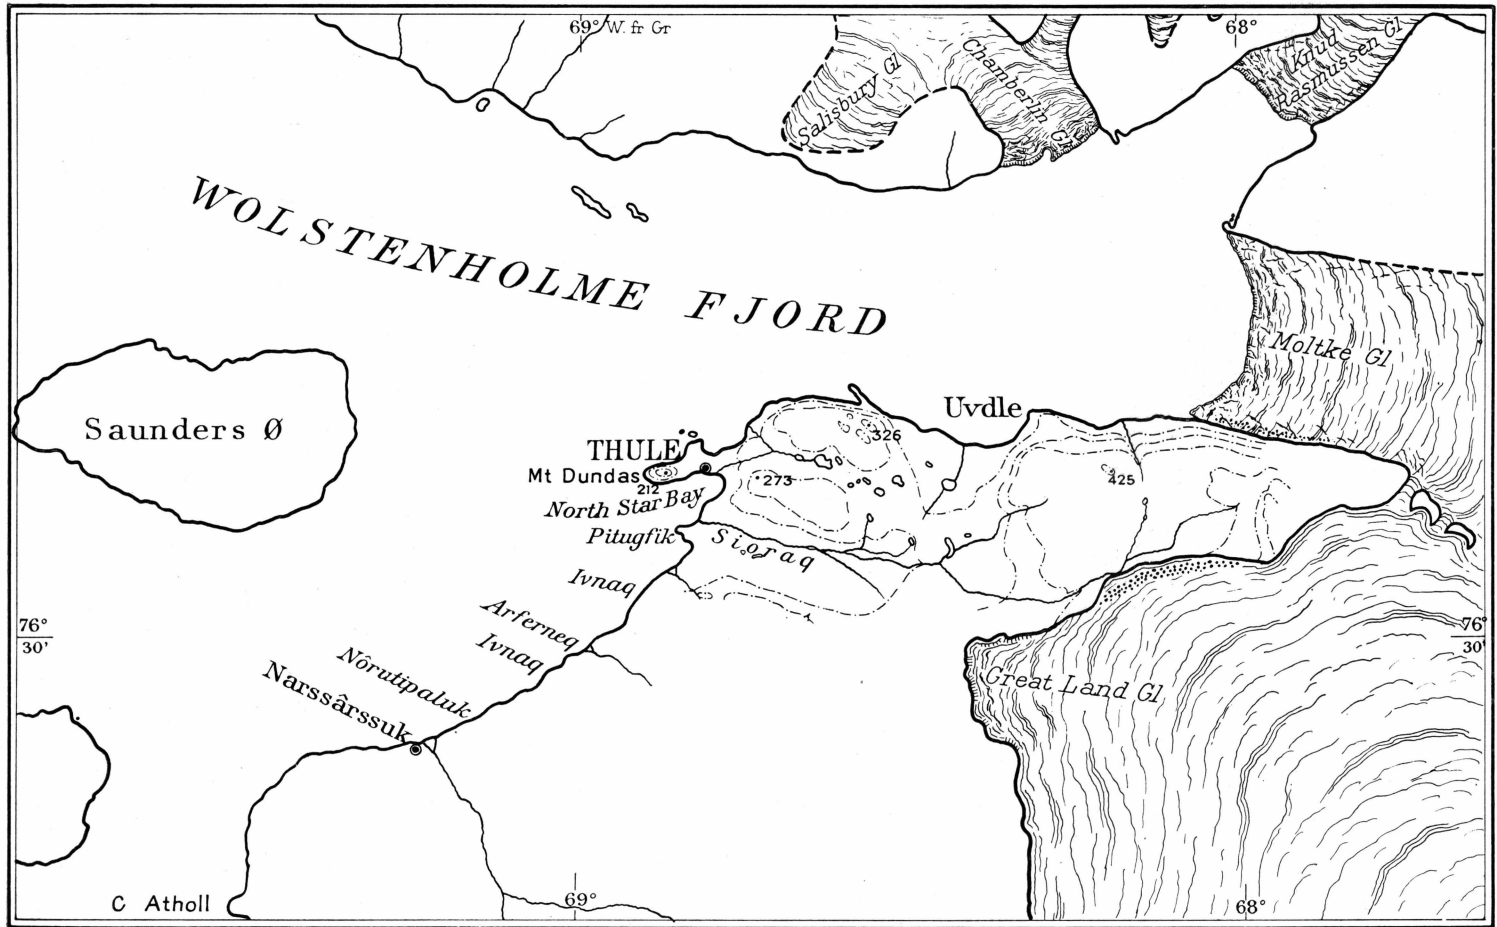 69° W. fr Gr
68°
Salisbury Gl
Chamberlin Gl
Knud
Rasmussen Gl
WOLSTENHOLME FJORD
Moltke Gl
Saunders Ø
Uvdle
THULE
326
Mt Dundas
212
273
425
North Star Bay
Pitugfik
Sioraq
Ivnaq
Arferneq
Ivnaq
76°
30'
76°
30'
Nôrutipaluk
Narssârssuk
Great Land Gl
C Atholl
69°
68°